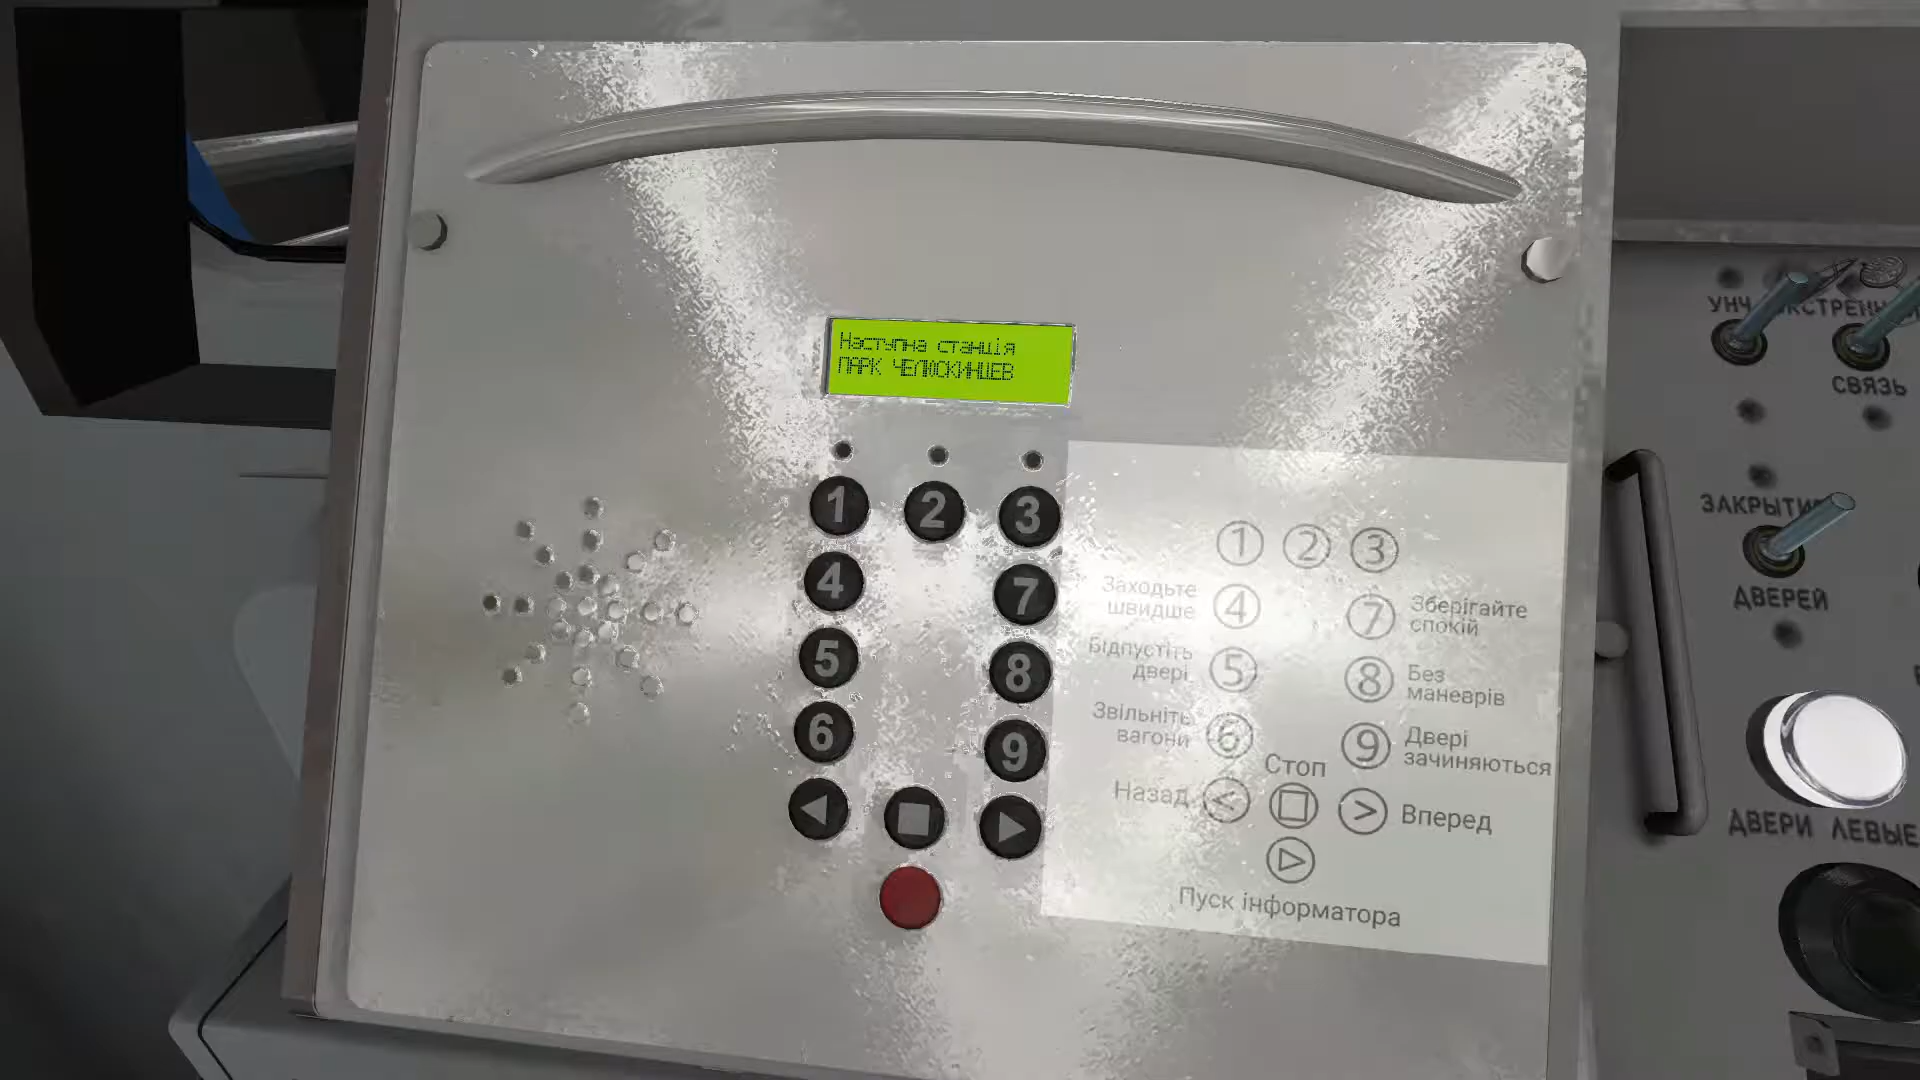 Наступна станція
ПАРК ЧЕЛЮСКИНЦЕВ
1 2 3
4 7
5 8
6 9
1 2 3
Заходьте
швидше
4
7
Зберігайте
спокій
Відпустіть
двері
5
8
Без
маневрів
Звільніть
вагони
6
9
Двері
зачиняються
Стоп
Назад
Вперед
Пуск інформатора
УНЧ
СВЯЗЬ
ДВЕРЕЙ
ДВЕРИ ЛЕВЫЕ